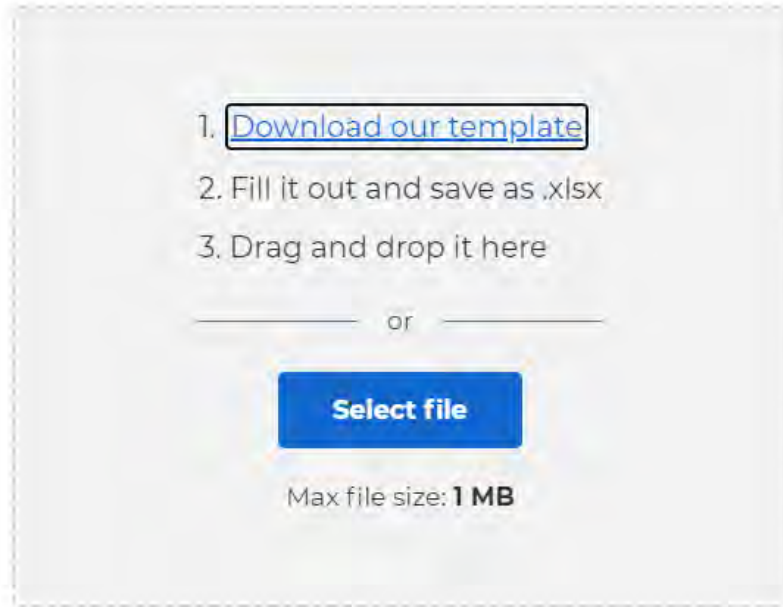 1. Download our template
2. Fill it out and save as .xlsx
3. Drag and drop it here
or
Select file
Max file size: 1 MB